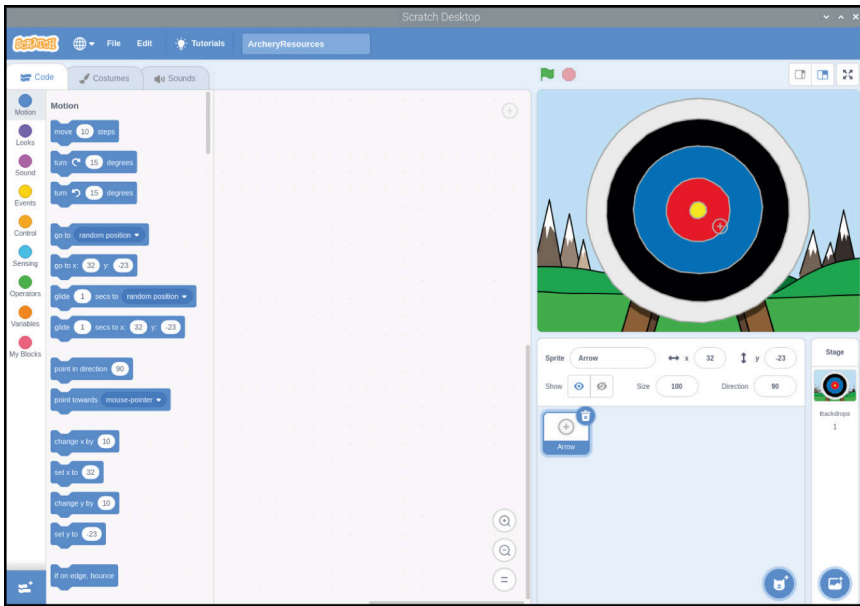 Scratch Desktop
SCRATCH File Edit Tutorials ArcheryResources
Code Costumes Sounds
Motion
Looks
Sound
Events
Control
Sensing
Operators
Variables
My Blocks
Motion
move 10 steps
turn 15 degrees
turn 15 degrees
go to random position
go to x: 32 y: -23
glide 1 secs to random position
glide 1 secs to x: 32 y: -23
point in direction 90
point towards mouse-pointer
change x by 10
set x to 32
change y by 10
set y to -23
if on edge, bounce
Sprite Arrow x 32 y -23
Show Size 100 Direction 90
Arrow
Stage
Backdrops
1